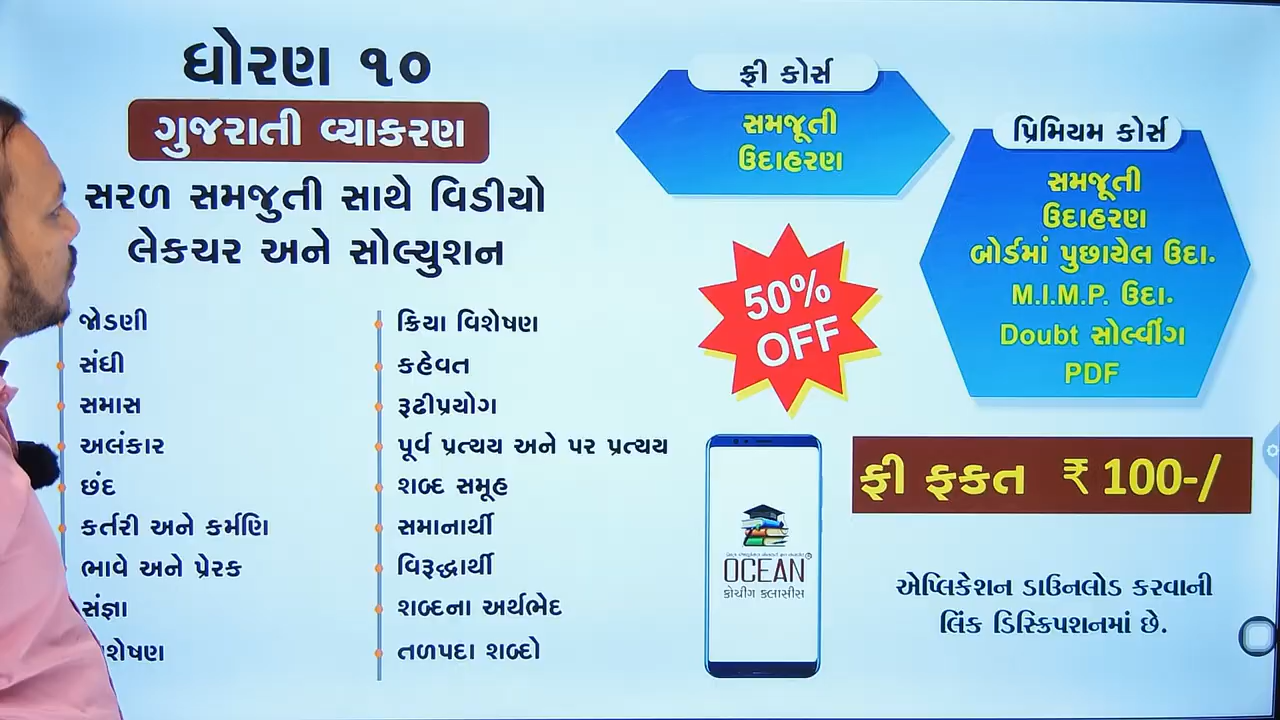 ધોરણ ૧૦
ગુજરાતી વ્યાકરણ
સરળ સમજુતી સાથે વિડીયો
લેકચર અને સોલ્યુશન
જોડણી
સંધી
સમાસ
અલંકાર
છંદ
કર્તરી અને કર્મણિ
ભાવે અને પ્રેરક
સંજ્ઞા
ક્રિયા વિશેષણ
કહેવત
રૂઢીપ્રયોગ
પૂર્વ પ્રત્યય અને પર પ્રત્યય
શબ્દ સમૂહ
સમાનાર્થી
વિરૂદ્ધાર્થી
શબ્દના અર્થભેદ
તળપદા શબ્દો
ફ્રી કોર્સ
સમજૂતી
ઉદાહરણ
પ્રિમિયમ કોર્સ
સમજૂતી
ઉદાહરણ
બોર્ડમાં પુછાયેલ ઉદા.
M.I.M.P. ઉદા.
Doubt સોલ્વીંગ
PDF
50%
OFF
OCEAN
કોચીગ કલાસીસ
ફી ફકત ₹ 100-/
એપ્લિકેશન ડાઉનલોડ કરવાની
લિંક ડિસ્ક્રિપશનમાં છે.